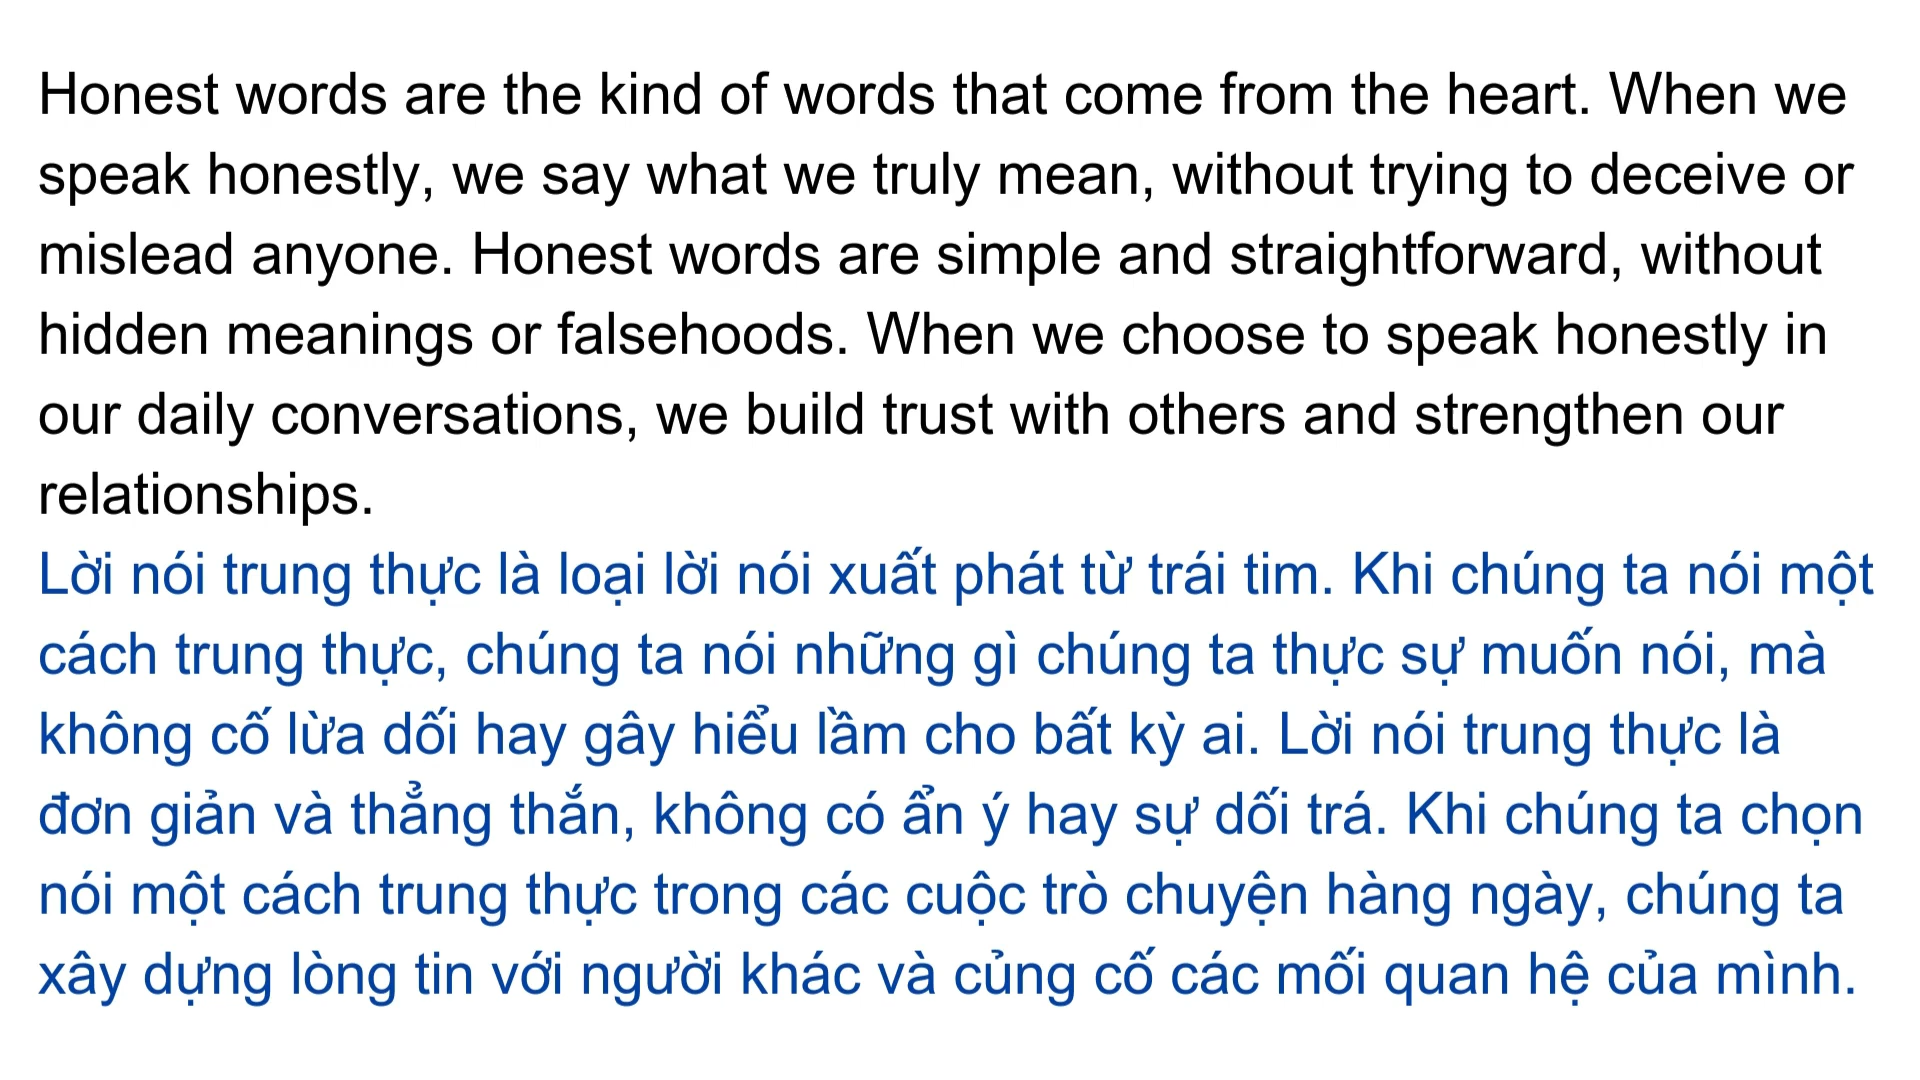 Honest words are the kind of words that come from the heart. When we
speak honestly, we say what we truly mean, without trying to deceive or
mislead anyone. Honest words are simple and straightforward, without
hidden meanings or falsehoods. When we choose to speak honestly in
our daily conversations, we build trust with others and strengthen our
relationships.
Lời nói trung thực là loại lời nói xuất phát từ trái tim. Khi chúng ta nói một
cách trung thực, chúng ta nói những gì chúng ta thực sự muốn nói, mà
không cố lừa dối hay gây hiểu lầm cho bất kỳ ai. Lời nói trung thực là
đơn giản và thẳng thắn, không có ẩn ý hay sự dối trá. Khi chúng ta chọn
nói một cách trung thực trong các cuộc trò chuyện hàng ngày, chúng ta
xây dựng lòng tin với người khác và củng cố các mối quan hệ của mình.